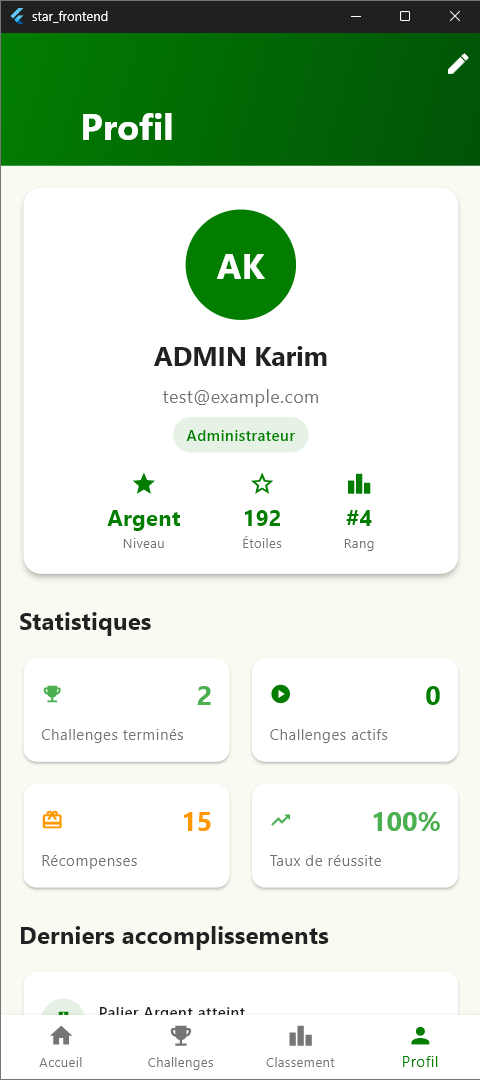 star_frontend
Profil
AK
ADMIN Karim
test@example.com
Administrateur
Argent 192 #4
Niveau Étoiles Rang
Statistiques
2 0
Challenges terminés Challenges actifs
15 100%
Récompenses Taux de réussite
Derniers accomplissements
Palier Argent atteint
Accueil Challenges Classement Profil